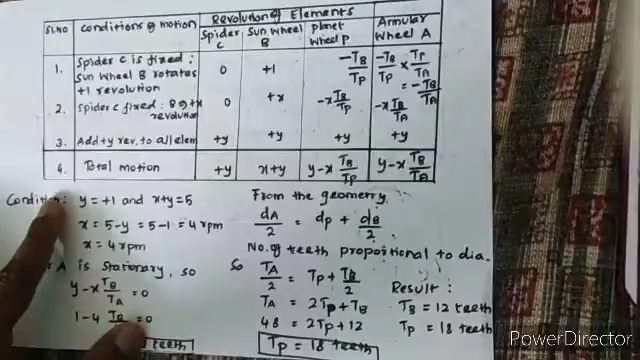 Revolution of Elements
Sl.no Conditions of motion Spider C Sun wheel B planet wheel P Annular wheel A
1. Spider C is fixed; Sun wheel B rotates +1 revolution 0 +1 -TB/TP -TB/TP × TP/TA = -TB/TA
2. Spider C fixed: B g +x revolution 0 +x -x TB/TP -x TB/TA
3. Add +y rev. to all elem +y +y +y +y
4. Total motion +y x+y y-x TB/TP y-x TB/TA
y = +1 and x+y=5
x = 5-y = 5-1 = 4 rpm
x = 4 rpm
A is stationary, so
y-x TB/TA = 0
1-4 TB =0
teeth
From the geometry,
dA/2 = dp + dB/2
No. of teeth proportional to dia.
So TA/2 = TP + TB/2
TA = 2TP + TB
48 = 2TP + 12
TP = 18 teeth
Result:
TB = 12 teeth
TP = 18 teeth
PowerDirector